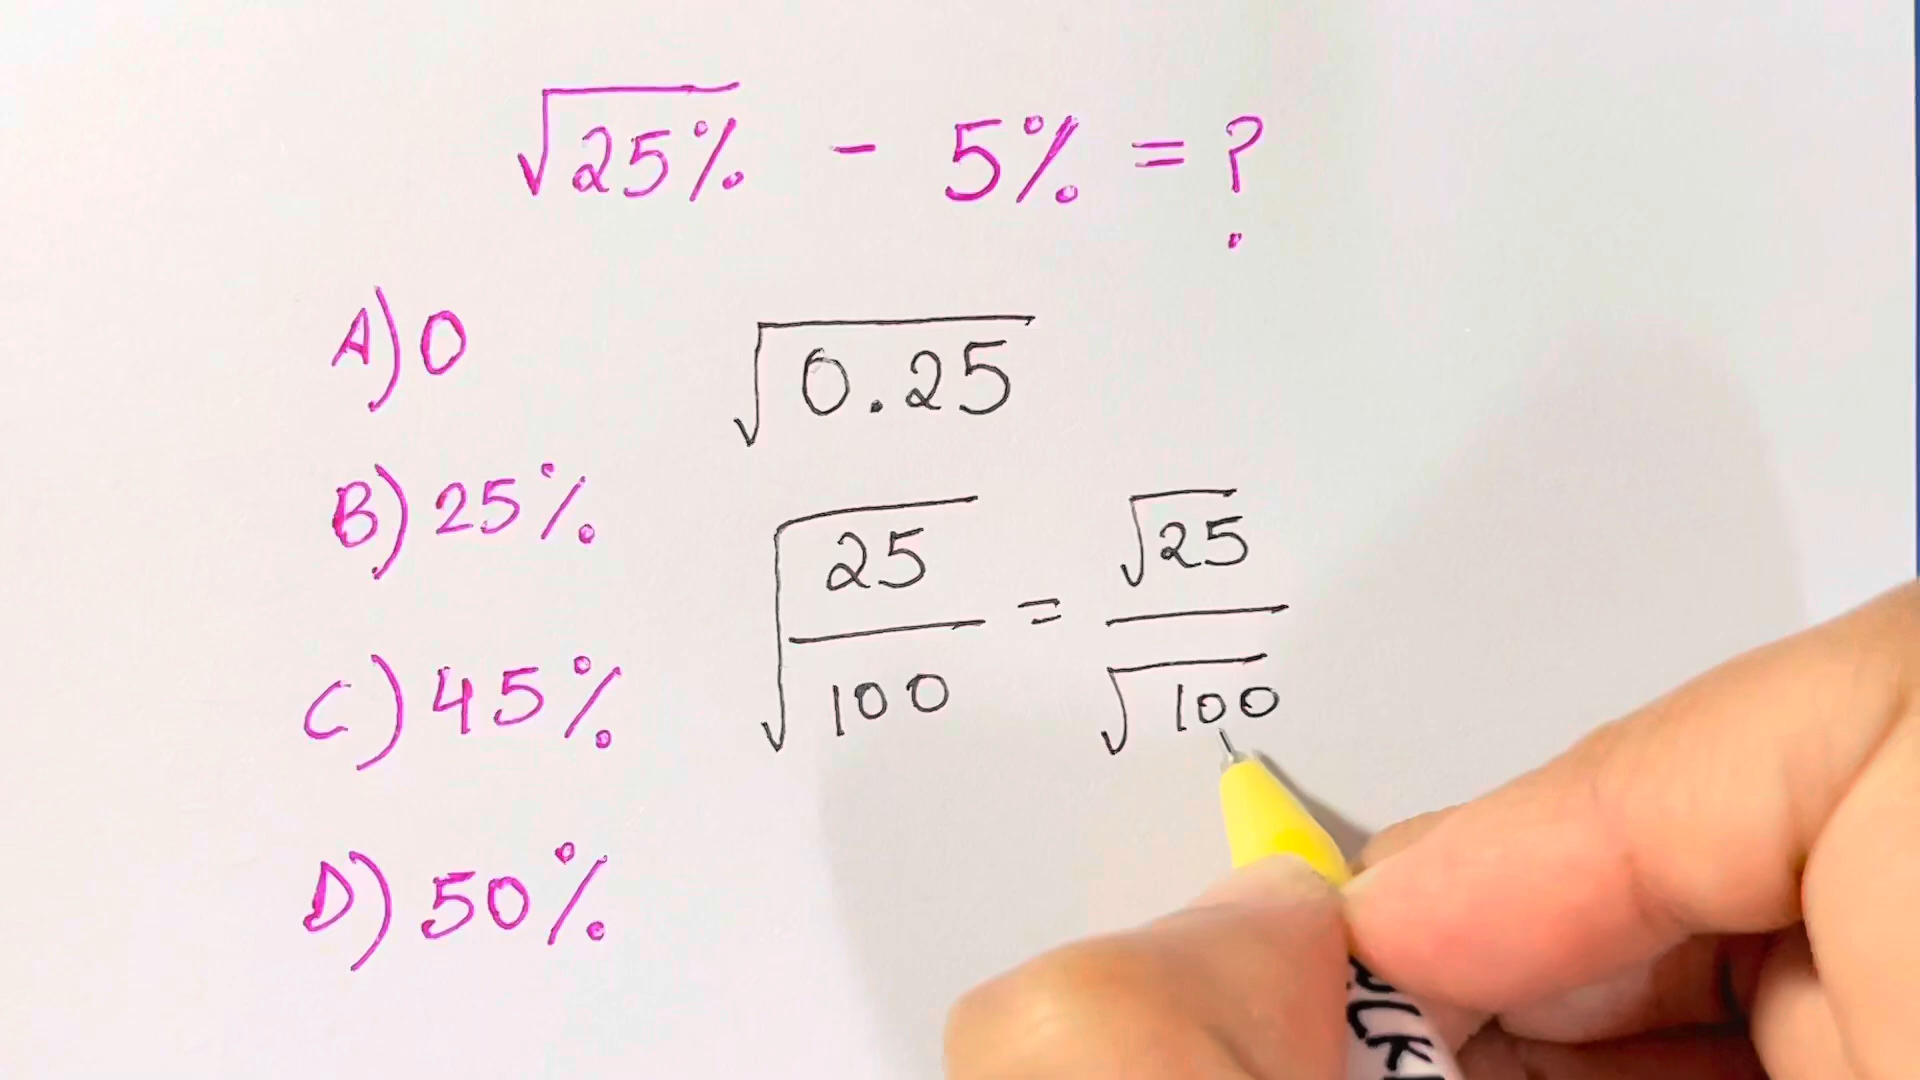 √25% - 5% = ?
A) 0
√0.25
B) 25%
√25/100 = √25/√100
C) 45%
D) 50%